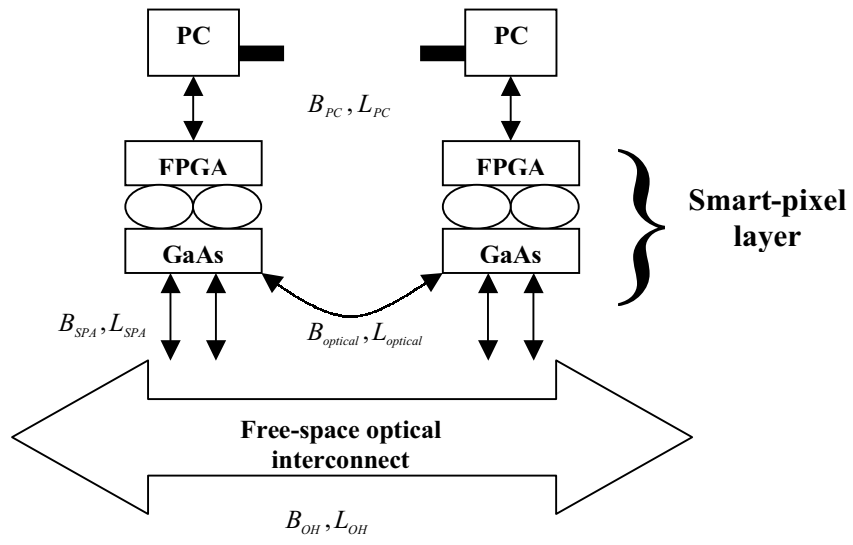 PC
PC
B_PC, L_PC
FPGA
FPGA
Smart-pixel
layer
GaAs
GaAs
B_SPA, L_SPA
B_optical, L_optical
Free-space optical
interconnect
B_OH, L_OH